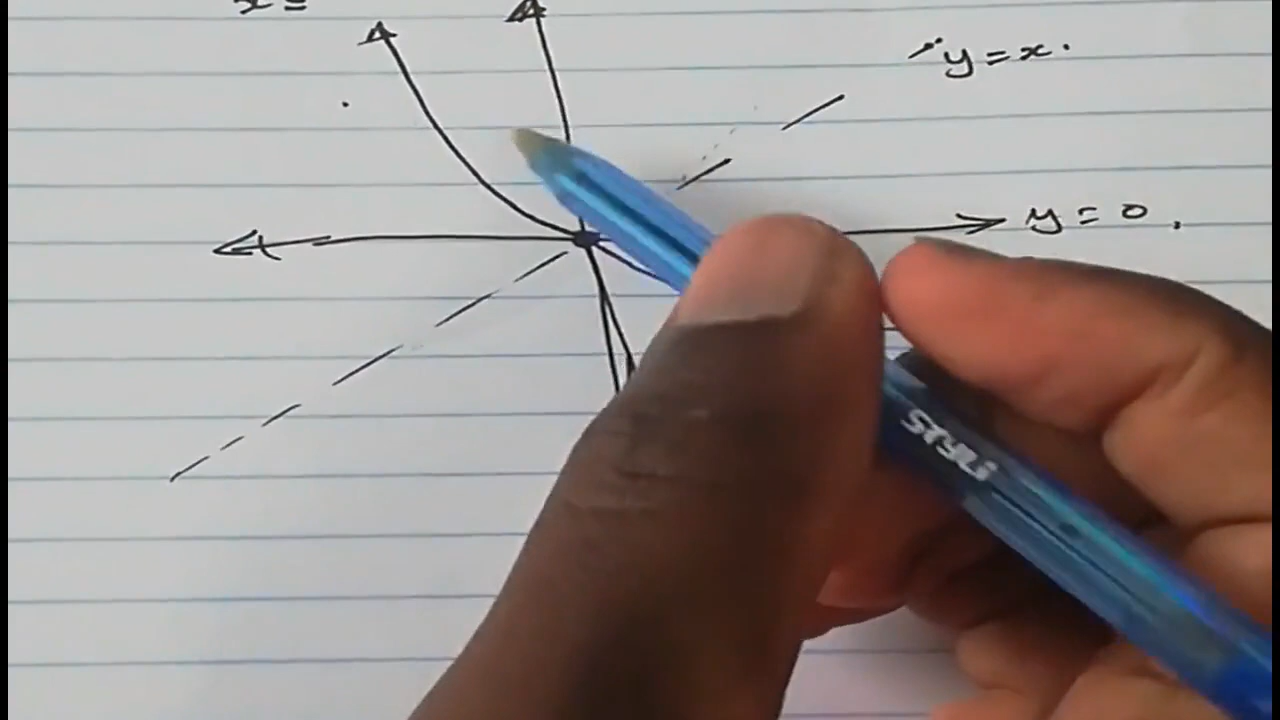 x =
y = x.
y = 0.
Styli